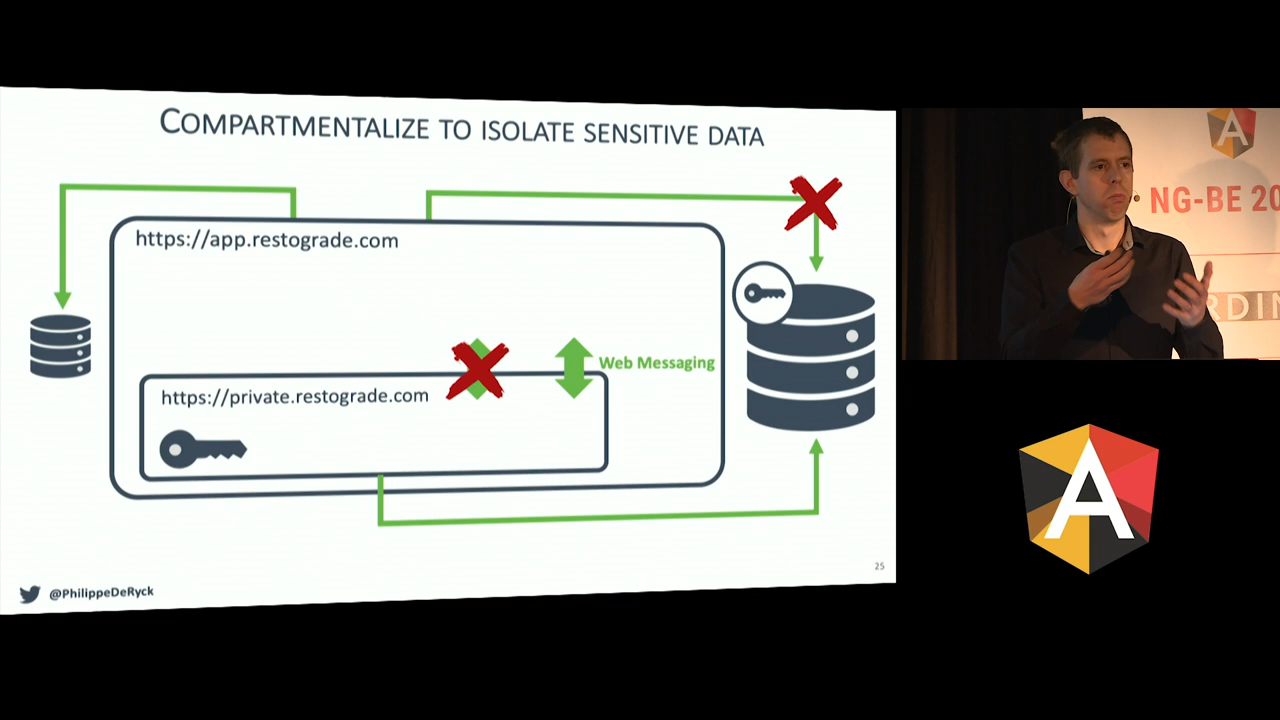 COMPARTMENTALIZE TO ISOLATE SENSITIVE DATA
https://app.restograde.com
Web Messaging
https://private.restograde.com
25
@PhilippeDeRyck
A
NG-BE 20
RDIN
A